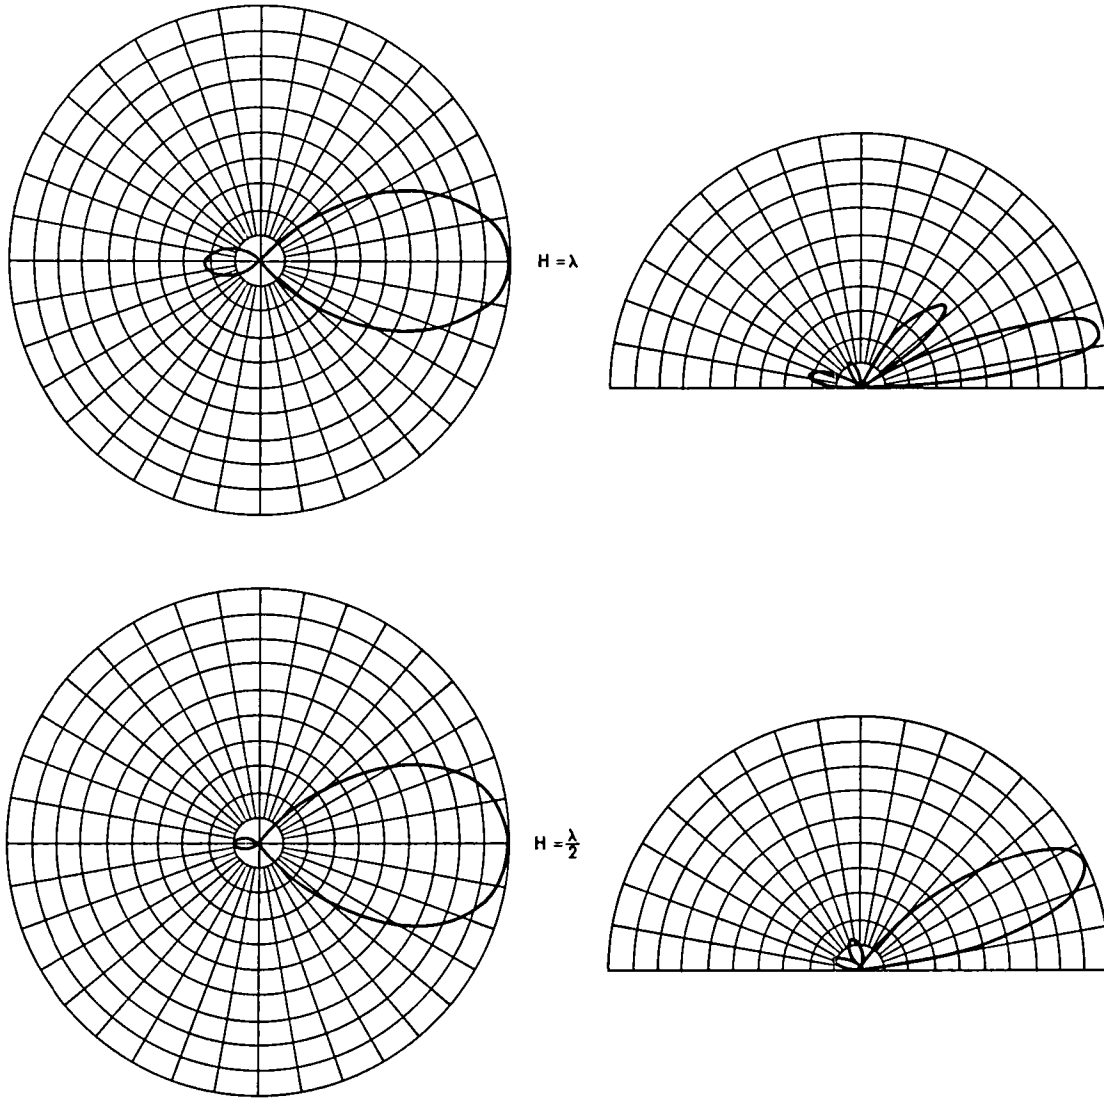 H = λ
H = λ/2